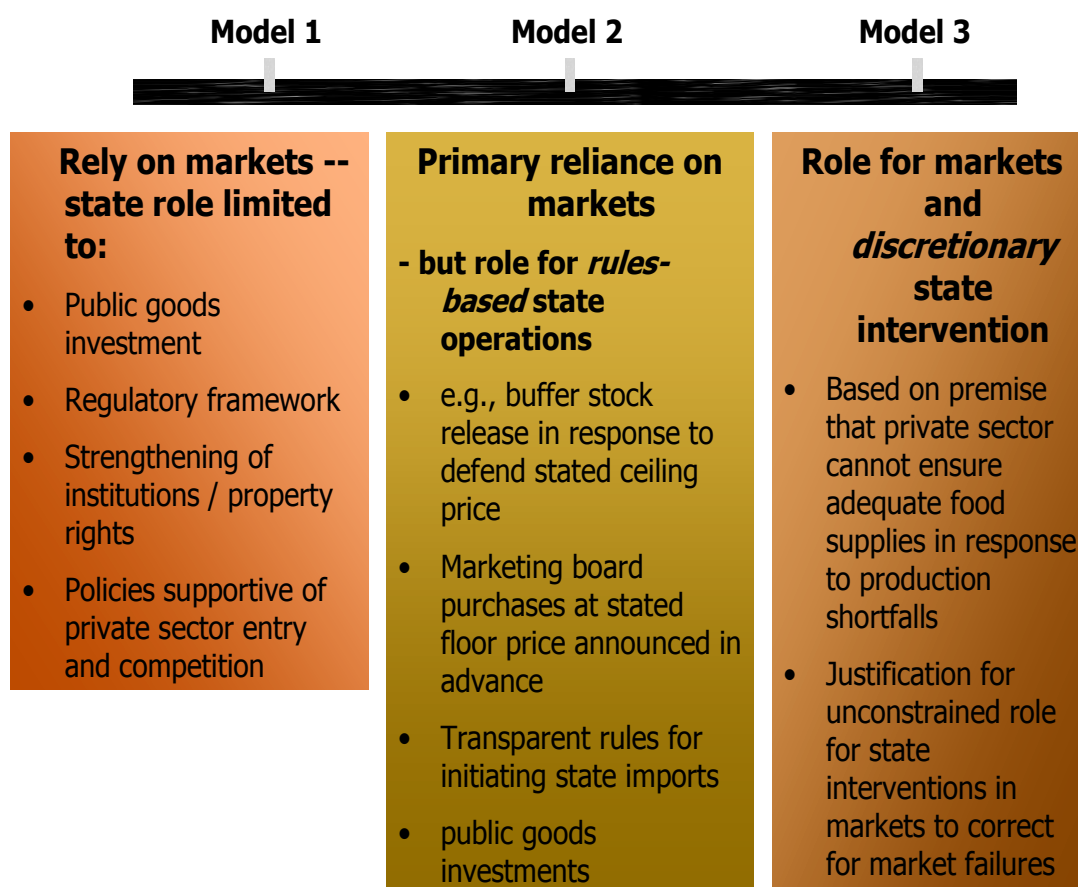 Model 1
Model 2
Model 3
Rely on markets --
state role limited
to:
• Public goods
investment
• Regulatory framework
• Strengthening of
institutions / property
rights
• Policies supportive of
private sector entry
and competition
Primary reliance on
markets
- but role for rules-
based state
operations
• e.g., buffer stock
release in response to
defend stated ceiling
price
• Marketing board
purchases at stated
floor price announced in
advance
• Transparent rules for
initiating state imports
• public goods
investments
Role for markets
and
discretionary
state
intervention
• Based on premise
that private sector
cannot ensure
adequate food
supplies in response
to production
shortfalls
• Justification for
unconstrained role
for state
interventions in
markets to correct
for market failures